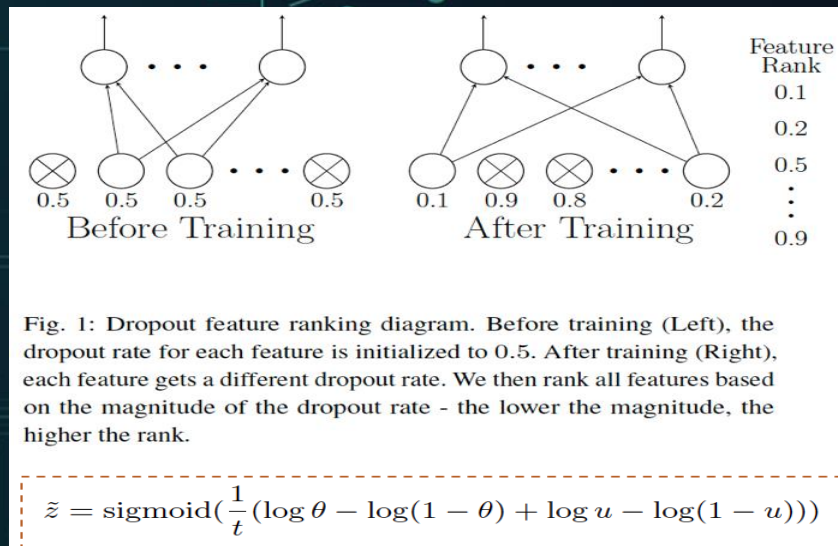 Feature
Rank
0.1
0.2
0.5
0.9
0.5 0.5 0.5 0.5
Before Training
0.1 0.9 0.8 0.2
After Training
Fig. 1: Dropout feature ranking diagram. Before training (Left), the
dropout rate for each feature is initialized to 0.5. After training (Right),
each feature gets a different dropout rate. We then rank all features based
on the magnitude of the dropout rate - the lower the magnitude, the
higher the rank.
z̃ = sigmoid(1/t (log θ − log(1 − θ) + log u − log(1 − u)))